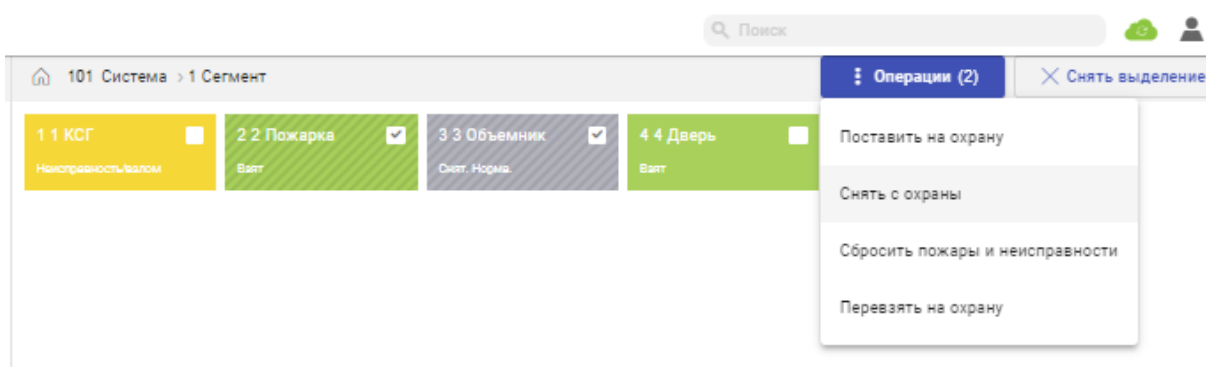 Поиск
101 Система > 1 Сегмент
Операции (2)
Снять выделение
1 1 КСГ
Неисправность/взлом
2 2 Пожарка
Взят
3 3 Объемник
Снят. Норма.
4 4 Дверь
Взят
Поставить на охрану
Снять с охраны
Сбросить пожары и неисправности
Перевзять на охрану